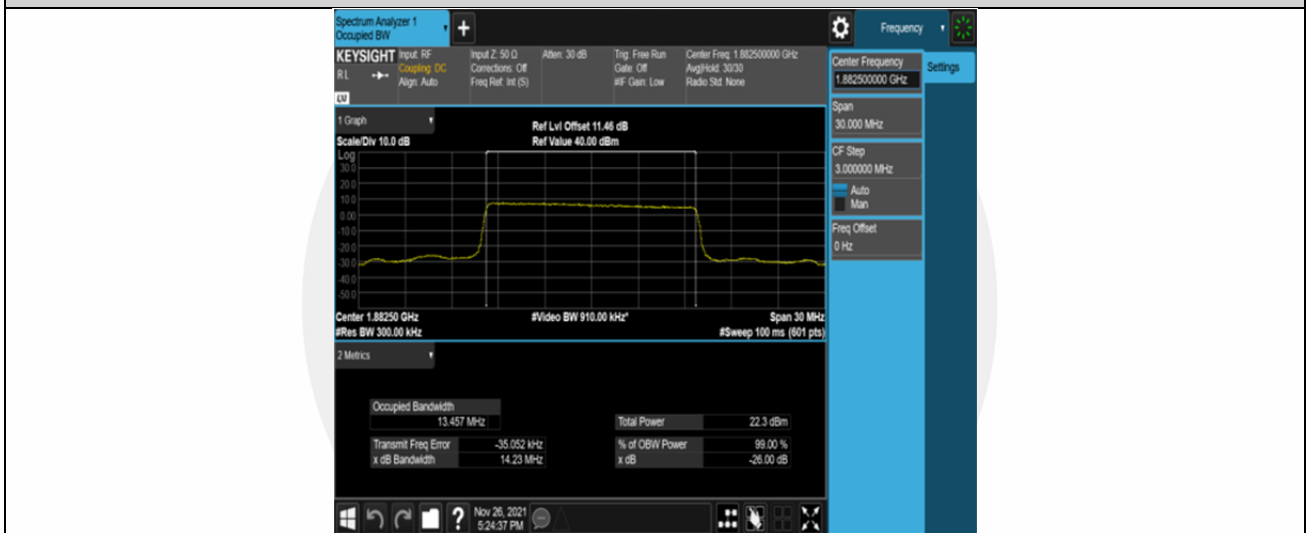 Spectrum Analyzer 1
Occupied BW
+
Frequency
KEYSIGHT Input: RF
R L
Coupling: DC
Align: Auto
Input Z: 50 Ω
Corrections: Off
Freq Ref: Int (S)
Atten: 30 dB
Trig: Free Run
Gate: Off
#IF Gain: Low
Center Freq: 1.882500000 GHz
Avg|Hold: 30/30
Radio Std: None
Center Frequency
1.882500000 GHz
Settings
Span
30.000 MHz
CF Step
3.000000 MHz
Auto
Man
Freq Offset
0 Hz
1 Graph
Scale/Div 10.0 dB
Ref Lvl Offset 11.46 dB
Ref Value 40.00 dBm
Log
30.0
20.0
10.0
0.00
-10.0
-20.0
-30.0
-40.0
-50.0
Center 1.88250 GHz
#Video BW 910.00 kHz*
Span 30 MHz
#Res BW 300.00 kHz
#Sweep 100 ms (601 pts)
2 Metrics
Occupied Bandwidth
13.457 MHz
Total Power 22.3 dBm
Transmit Freq Error -35.052 kHz
% of OBW Power 99.00 %
x dB Bandwidth 14.23 MHz
x dB -26.00 dB
?
Nov 26, 2021
5:24:37 PM